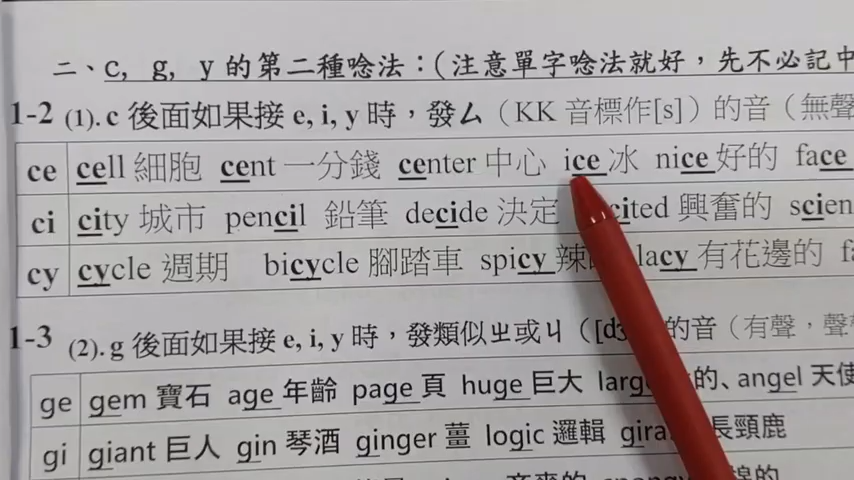 二、c, g, y 的第二種唸法：(注意單字唸法就好，先不必記中
1-2 (1). c 後面如果接 e, i, y 時，發ㄙ（KK 音標作[s]）的音（無聲
ce cell 細胞 cent 一分錢 center 中心 ice 冰 nice 好的 face
ci city 城市 pencil 鉛筆 decide 決定 cited 興奮的 scien
cy cycle 週期 bicycle 腳踏車 spicy 辣 lacy 有花邊的 fa
1-3 (2). g 後面如果接 e, i, y 時，發類似ㄓ或ㄐ（[dʒ 的音（有聲，聲
ge gem 寶石 age 年齡 page 頁 huge 巨大 larg 的、angel 天使
gi giant 巨人 gin 琴酒 ginger 薑 logic 邏輯 gira 長頸鹿